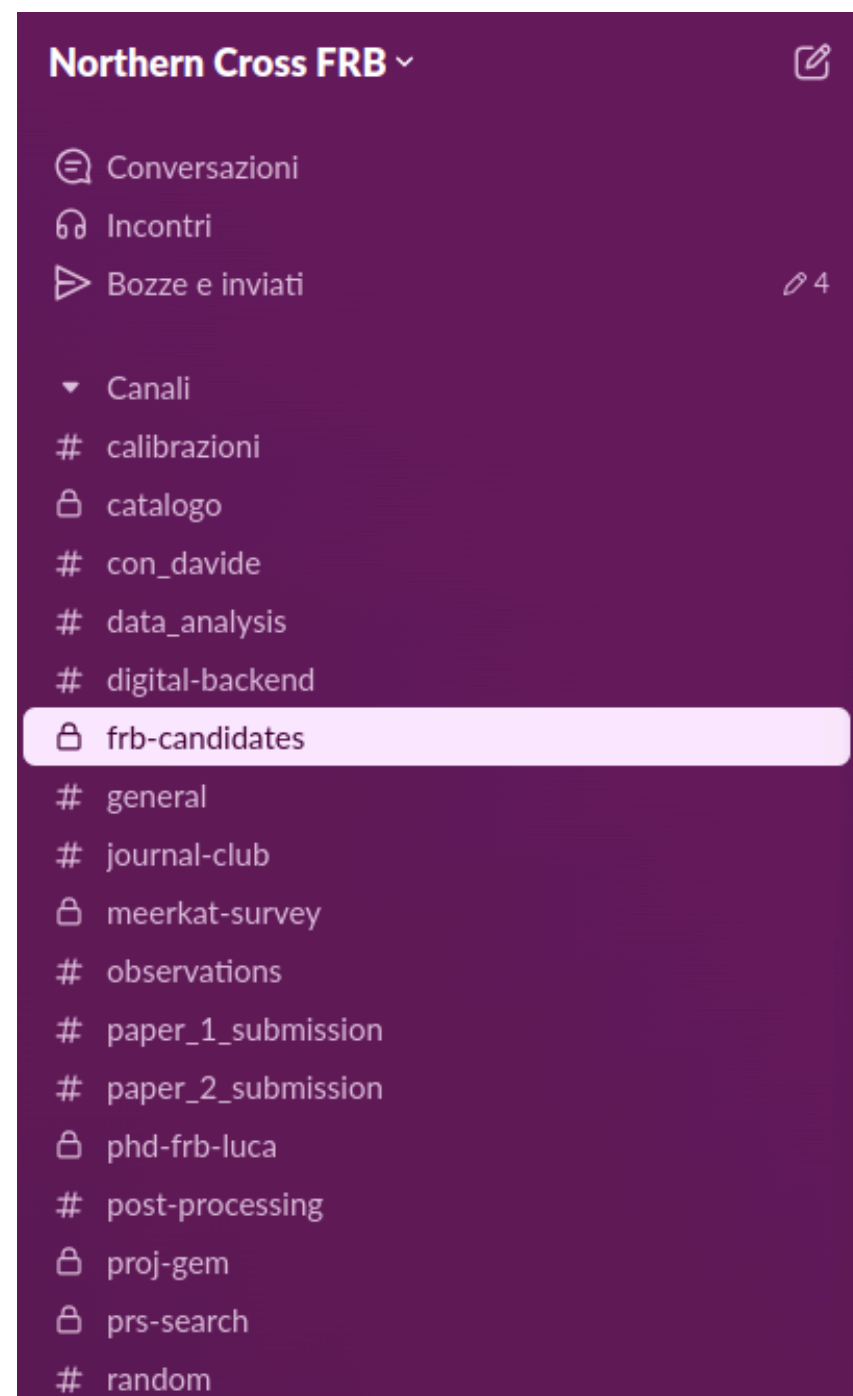 Northern Cross FRB
Conversazioni
Incontri
Bozze e inviati 4
Canali
# calibrazioni
catalogo
# con_davide
# data_analysis
# digital-backend
frb-candidates
# general
# journal-club
meerkat-survey
# observations
# paper_1_submission
# paper_2_submission
phd-frb-luca
# post-processing
proj-gem
prs-search
# random